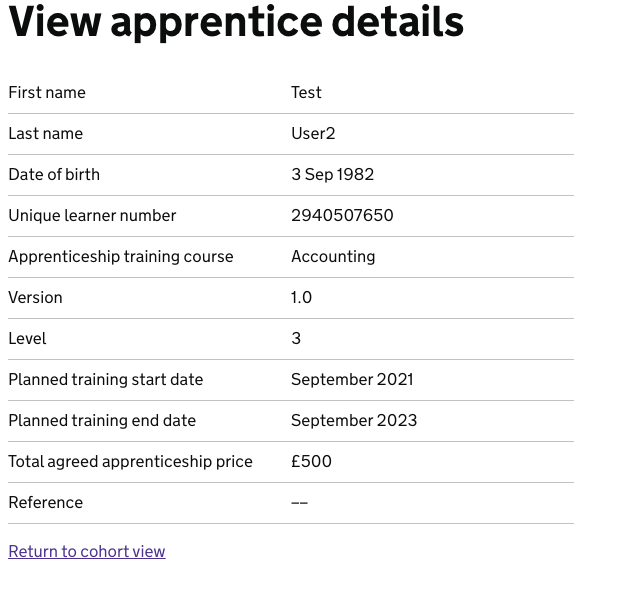 View apprentice details
First name Test
Last name User2
Date of birth 3 Sep 1982
Unique learner number 2940507650
Apprenticeship training course Accounting
Version 1.0
Level 3
Planned training start date September 2021
Planned training end date September 2023
Total agreed apprenticeship price £500
Reference ––
Return to cohort view